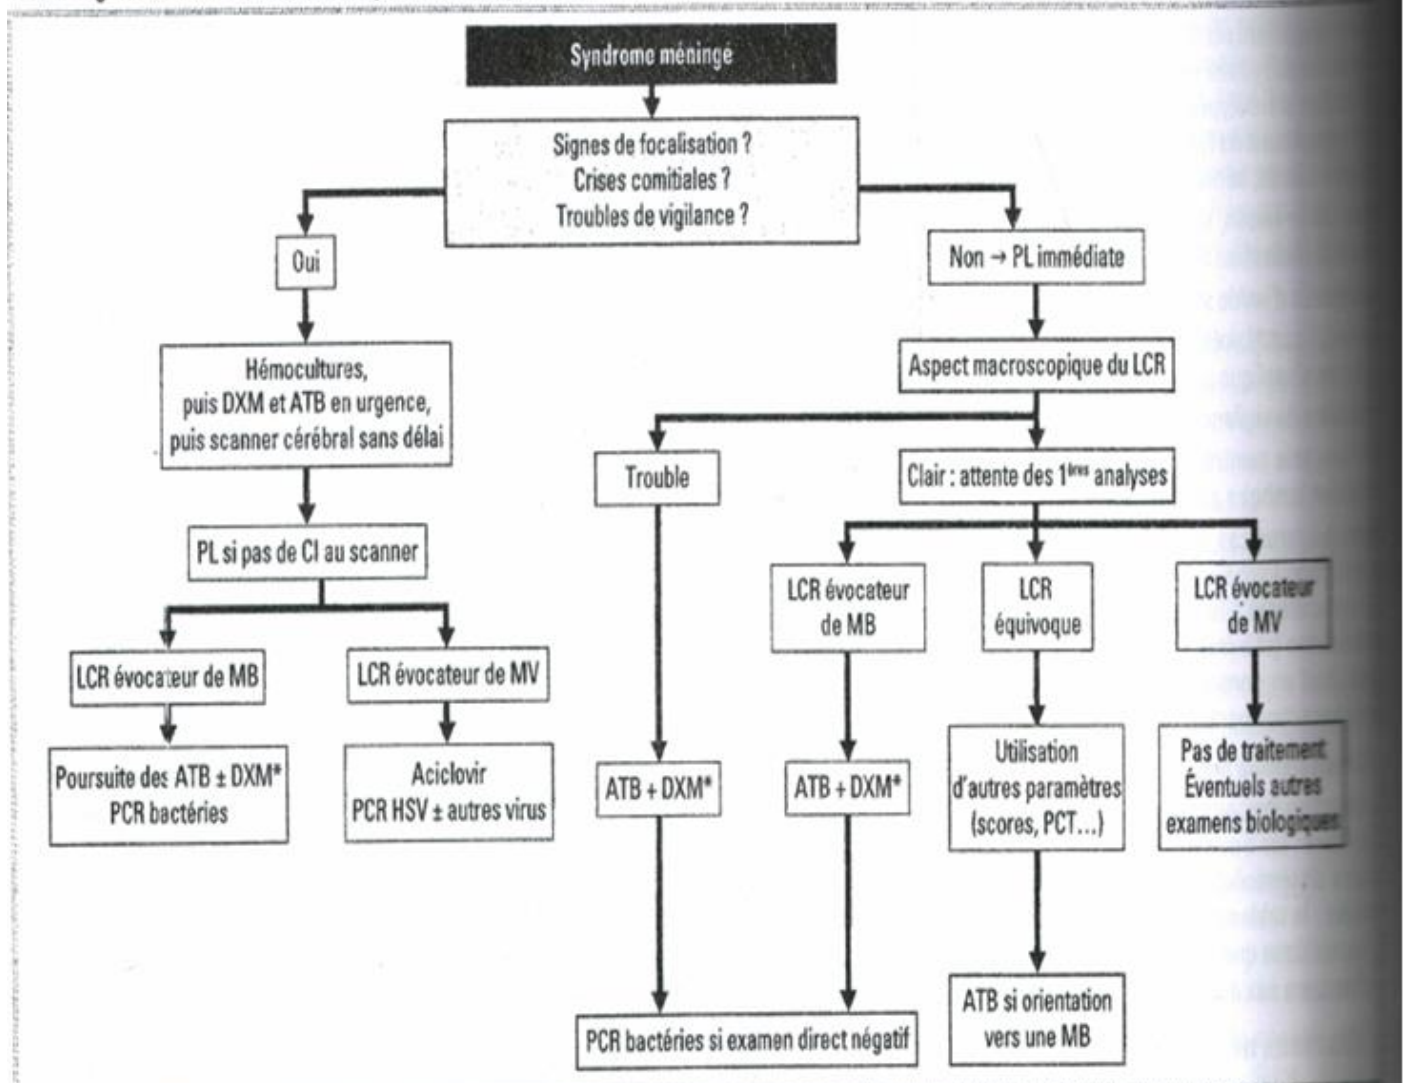 Syndrome méningé
Signes de focalisation ?
Crises comitiales ?
Troubles de vigilance ?
Oui
Non → PL immédiate
Hémocultures,
puis DXM et ATB en urgence,
puis scanner cérébral sans délai
Aspect macroscopique du LCR
Trouble
Clair : attente des 1ères analyses
PL si pas de CI au scanner
LCR évocateur
de MB
LCR
équivoque
LCR évocateur
de MV
LCR évocateur de MB
LCR évocateur de MV
Poursuite des ATB ± DXM*
PCR bactéries
Aciclovir
PCR HSV ± autres virus
ATB + DXM*
ATB + DXM*
Utilisation
d'autres paramètres
(scores, PCT...)
Pas de traitement
Éventuels autres
examens biologiques
PCR bactéries si examen direct négatif
ATB si orientation
vers une MB